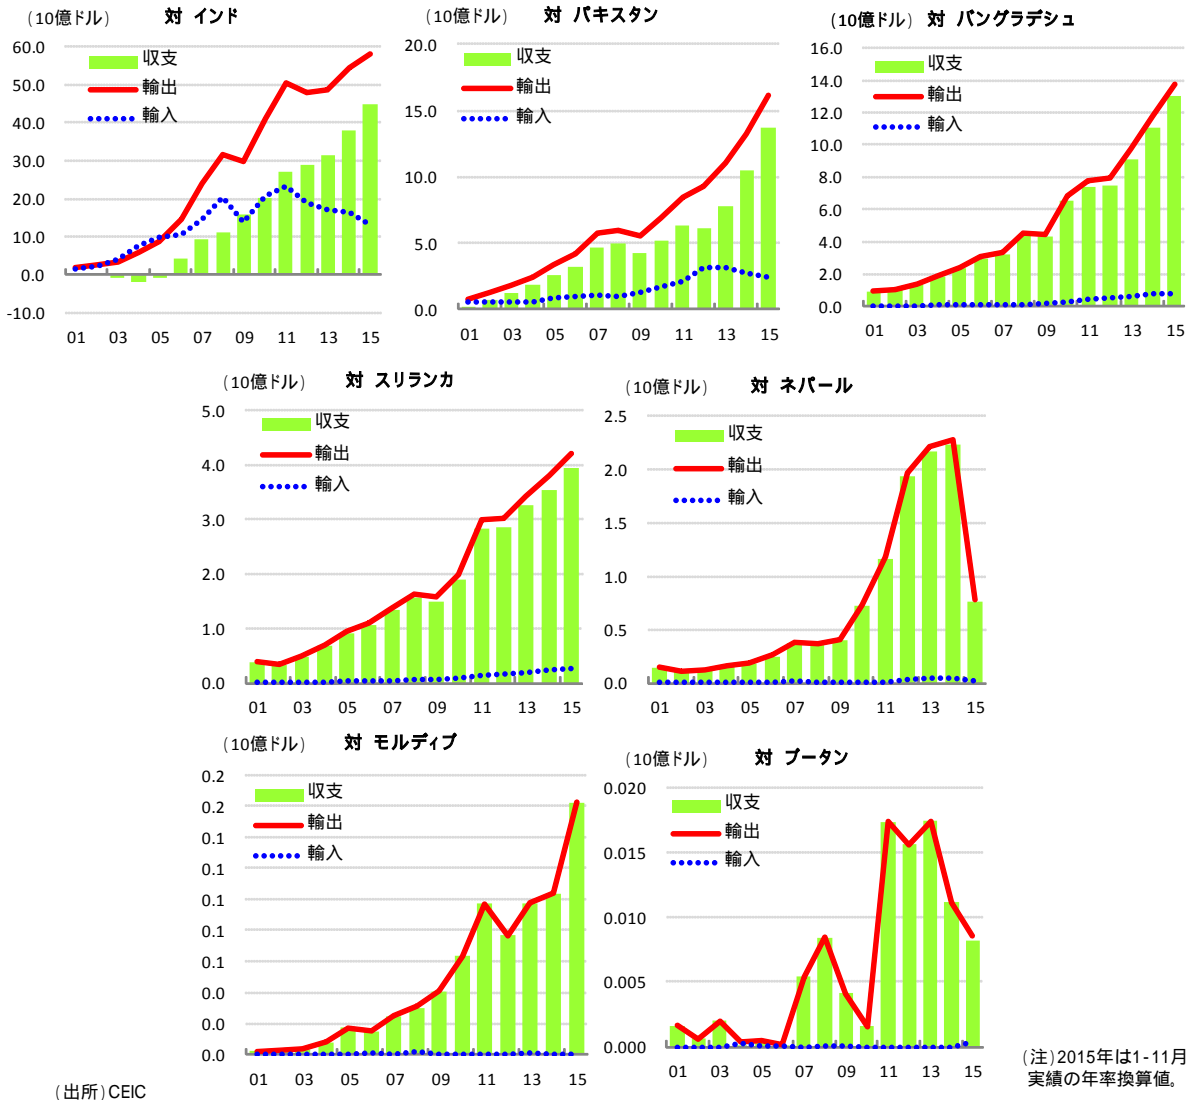 (10億ドル) 対 インド
60.0
50.0
40.0
30.0
20.0
10.0
0.0
-10.0
収支
輸出
輸入
01 03 05 07 09 11 13 15
(10億ドル) 対 パキスタン
20.0
15.0
10.0
5.0
0.0
収支
輸出
輸入
01 03 05 07 09 11 13 15
(10億ドル) 対 バングラデシュ
16.0
14.0
12.0
10.0
8.0
6.0
4.0
2.0
0.0
収支
輸出
輸入
01 03 05 07 09 11 13 15
(10億ドル) 対 スリランカ
5.0
4.0
3.0
2.0
1.0
0.0
収支
輸出
輸入
01 03 05 07 09 11 13 15
(10億ドル) 対 ネパール
2.5
2.0
1.5
1.0
0.5
0.0
収支
輸出
輸入
01 03 05 07 09 11 13 15
(10億ドル) 対 モルディブ
0.2
0.2
0.1
0.1
0.1
0.1
0.1
0.0
0.0
0.0
収支
輸出
輸入
01 03 05 07 09 11 13 15
(10億ドル) 対 ブータン
0.020
0.015
0.010
0.005
0.000
収支
輸出
輸入
01 03 05 07 09 11 13 15
(出所)CEIC
(注)2015年は1-11月
実績の年率換算値。